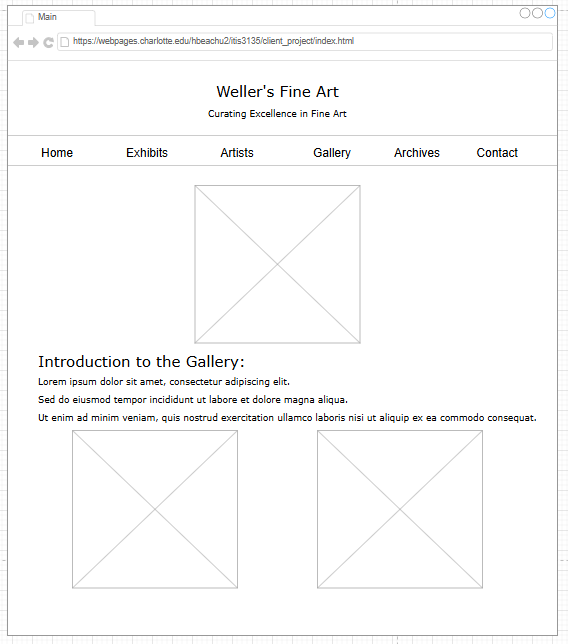 Main
https://webpages.charlotte.edu/hbeachu2/itis3135/client_project/index.html
Weller's Fine Art
Curating Excellence in Fine Art
Home Exhibits Artists Gallery Archives Contact
Introduction to the Gallery:
Lorem ipsum dolor sit amet, consectetur adipiscing elit.
Sed do eiusmod tempor incididunt ut labore et dolore magna aliqua.
Ut enim ad minim veniam, quis nostrud exercitation ullamco laboris nisi ut aliquip ex ea commodo consequat.